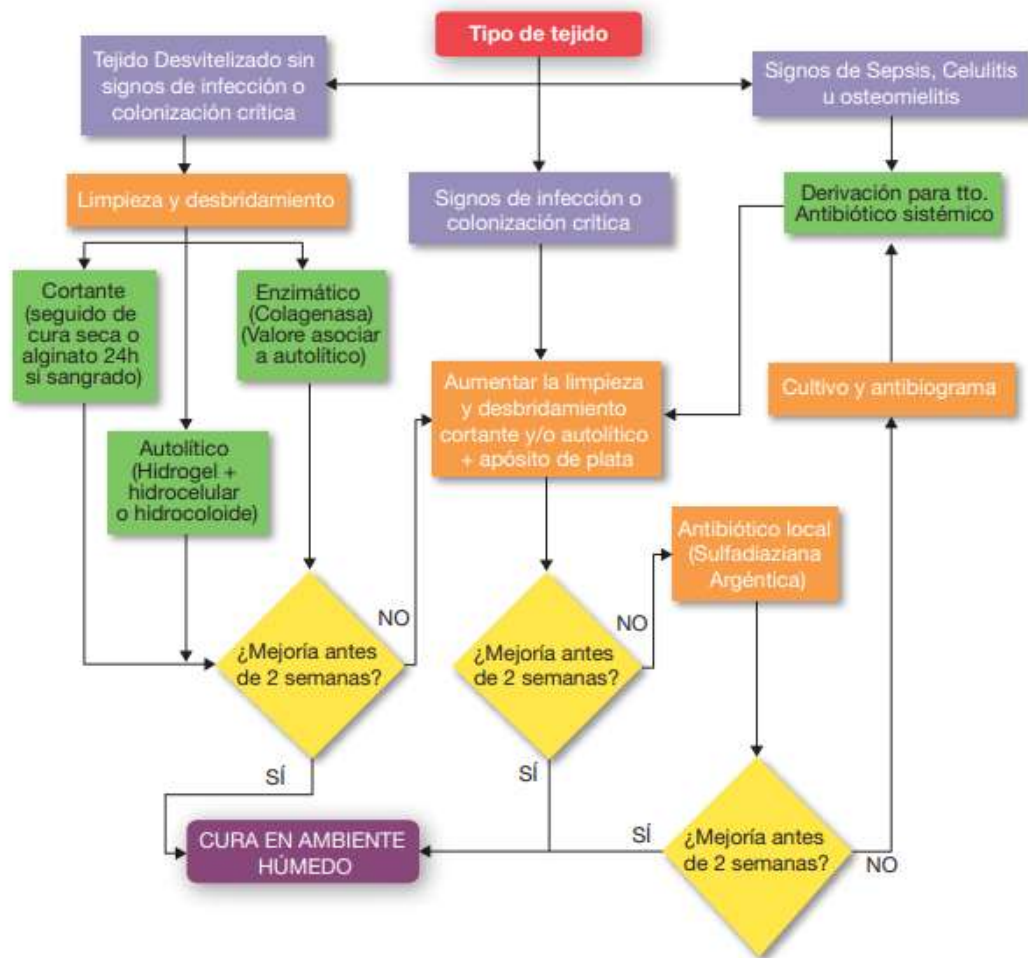 Tipo de tejido
Tejido Desvitelizado sin
signos de infección o
colonización crítica
Signos de Sepsis, Celulitis
u osteomielitis
Limpieza y desbridamiento
Signos de infección o
colonización crítica
Derivación para tto.
Antibiótico sistémico
Cortante
(seguido de
cura seca o
alginato 24h
si sangrado)
Enzimático
(Colagenasa)
(Valore asociar
a autolítico)
Autolítico
(Hidrogel +
hidrocelular
o hidrocoloide)
Aumentar la limpieza
y desbridamiento
cortante y/o autolítico
+ apósito de plata
Cultivo y antibiograma
Antibiótico local
(Sulfadiaziana
Argéntica)
¿Mejoría antes
de 2 semanas?
NO
SÍ
¿Mejoría antes
de 2 semanas?
NO
SÍ
¿Mejoría antes
de 2 semanas?
SÍ
NO
CURA EN AMBIENTE
HÚMEDO